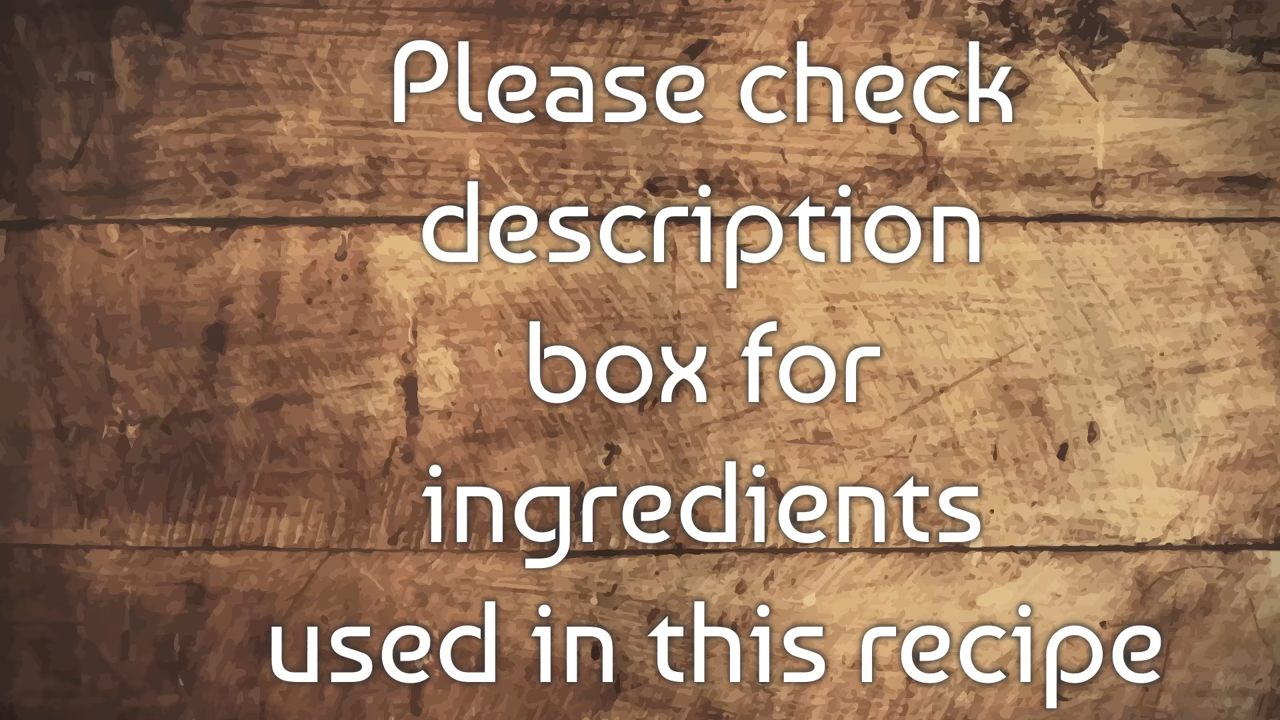 Please check
description
box for
ingredients
used in this recipe